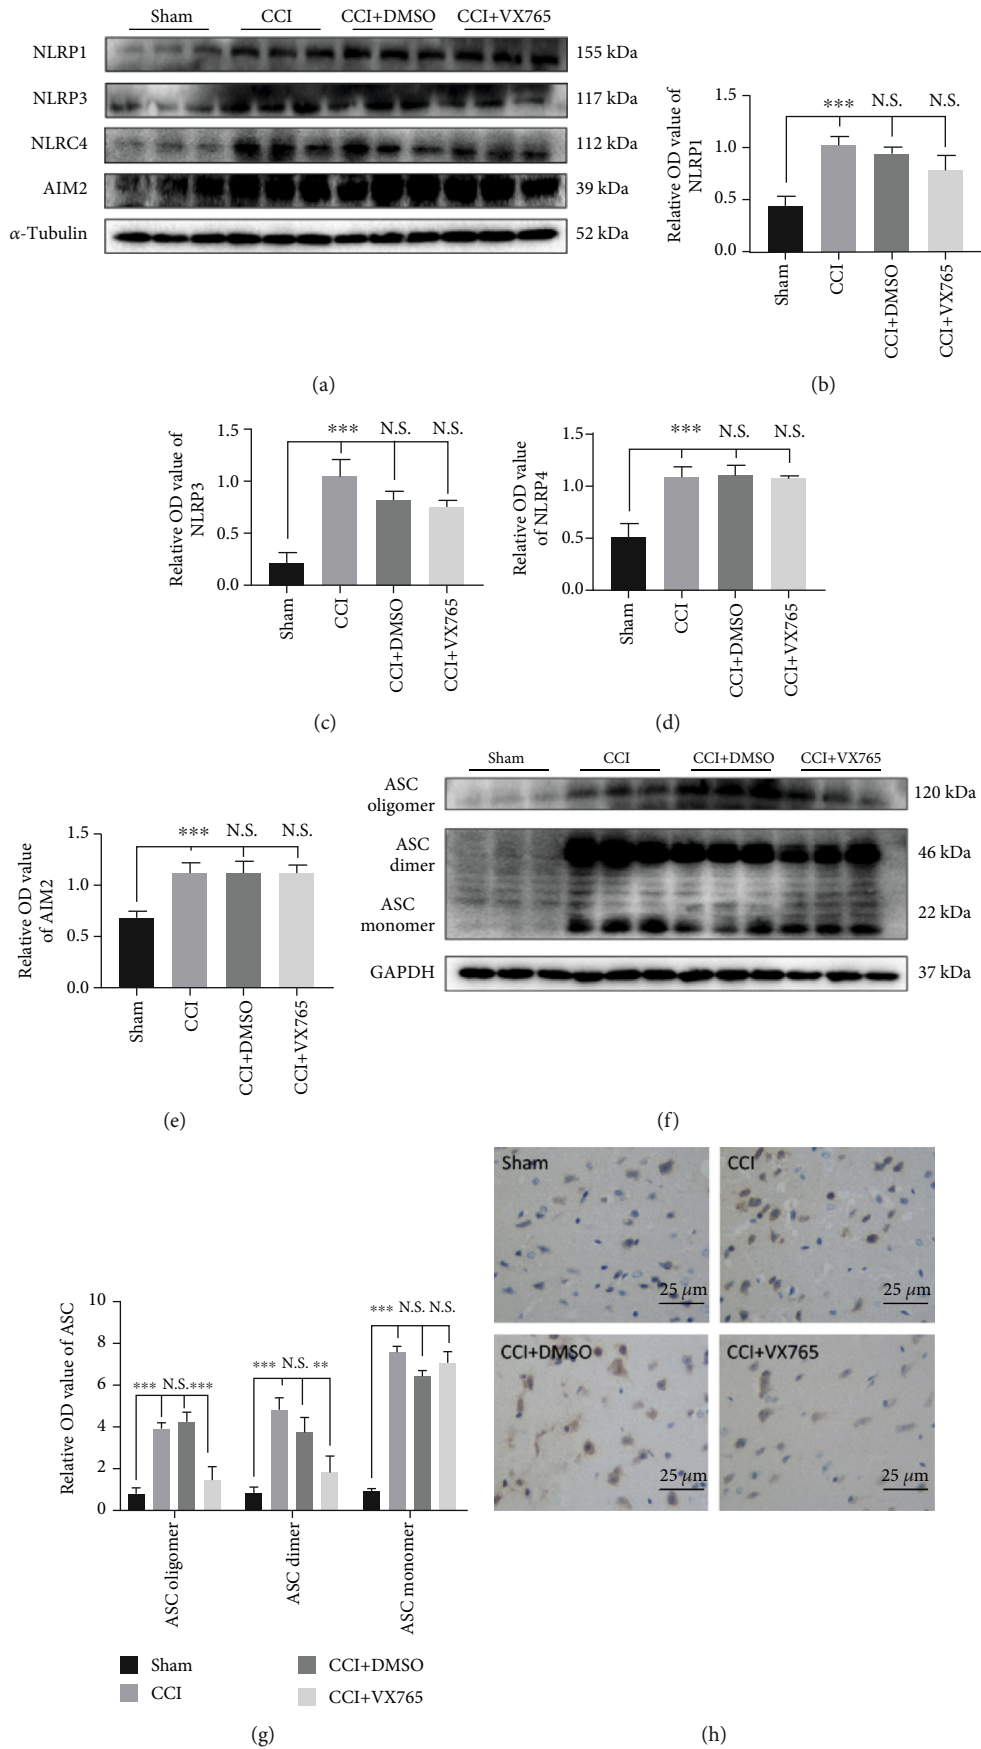 Sham CCI CCI+DMSO CCI+VX765
NLRP1 155 kDa
NLRP3 117 kDa
NLRC4 112 kDa
AIM2 39 kDa
α-Tubulin 52 kDa
(a)
Relative OD value of
NLRP1
*** N.S. N.S.
1.5
1.0
0.5
0.0
Sham
CCI
CCI+DMSO
CCI+VX765
(b)
Relative OD value of
NLRP3
*** N.S. N.S.
1.5
1.0
0.5
0.0
Sham
CCI
CCI+DMSO
CCI+VX765
(c)
Relative OD value
of NLRP4
*** N.S. N.S.
1.5
1.0
0.5
0.0
Sham
CCI
CCI+DMSO
CCI+VX765
(d)
Relative OD value
of AIM2
*** N.S. N.S.
1.5
1.0
0.5
0.0
Sham
CCI
CCI+DMSO
CCI+VX765
(e)
Sham CCI CCI+DMSO CCI+VX765
ASC
oligomer 120 kDa
ASC
dimer 46 kDa
ASC
monomer 22 kDa
GAPDH 37 kDa
(f)
Relative OD value of ASC
10
8
6
4
2
0
*** N.S. ***
*** N.S. **
*** N.S. N.S.
ASC oligomer
ASC dimer
ASC monomer
Sham CCI+DMSO
CCI CCI+VX765
(g)
Sham
25 μm
CCI
25 μm
CCI+DMSO
25 μm
CCI+VX765
25 μm
(h)